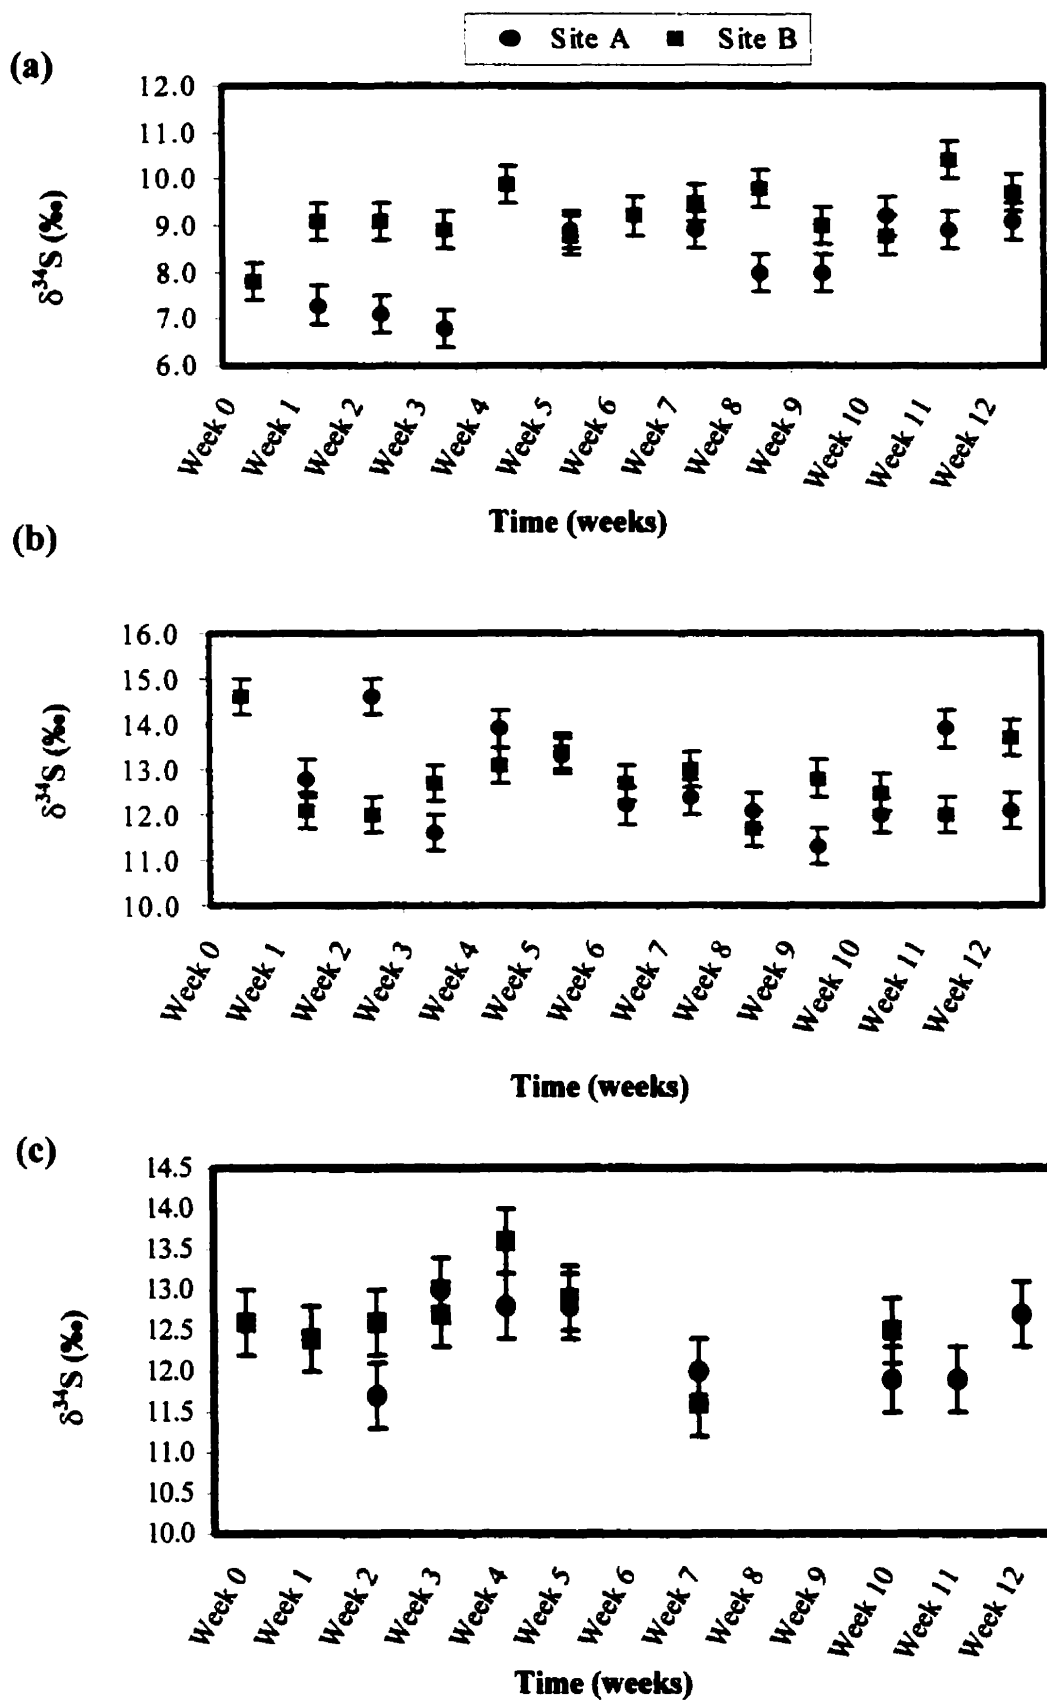 ● Site A ■ Site B
(a)
12.0
11.0
10.0
9.0
8.0
7.0
6.0
δ³⁴S (‰)
Week 0 Week 1 Week 2 Week 3 Week 4 Week 5 Week 6 Week 7 Week 8 Week 9 Week 10 Week 11 Week 12
Time (weeks)
(b)
16.0
15.0
14.0
13.0
12.0
11.0
10.0
δ³⁴S (‰)
Week 0 Week 1 Week 2 Week 3 Week 4 Week 5 Week 6 Week 7 Week 8 Week 9 Week 10 Week 11 Week 12
Time (weeks)
(c)
14.5
14.0
13.5
13.0
12.5
12.0
11.5
11.0
10.5
10.0
δ³⁴S (‰)
Week 0 Week 1 Week 2 Week 3 Week 4 Week 5 Week 6 Week 7 Week 8 Week 9 Week 10 Week 11 Week 12
Time (weeks)